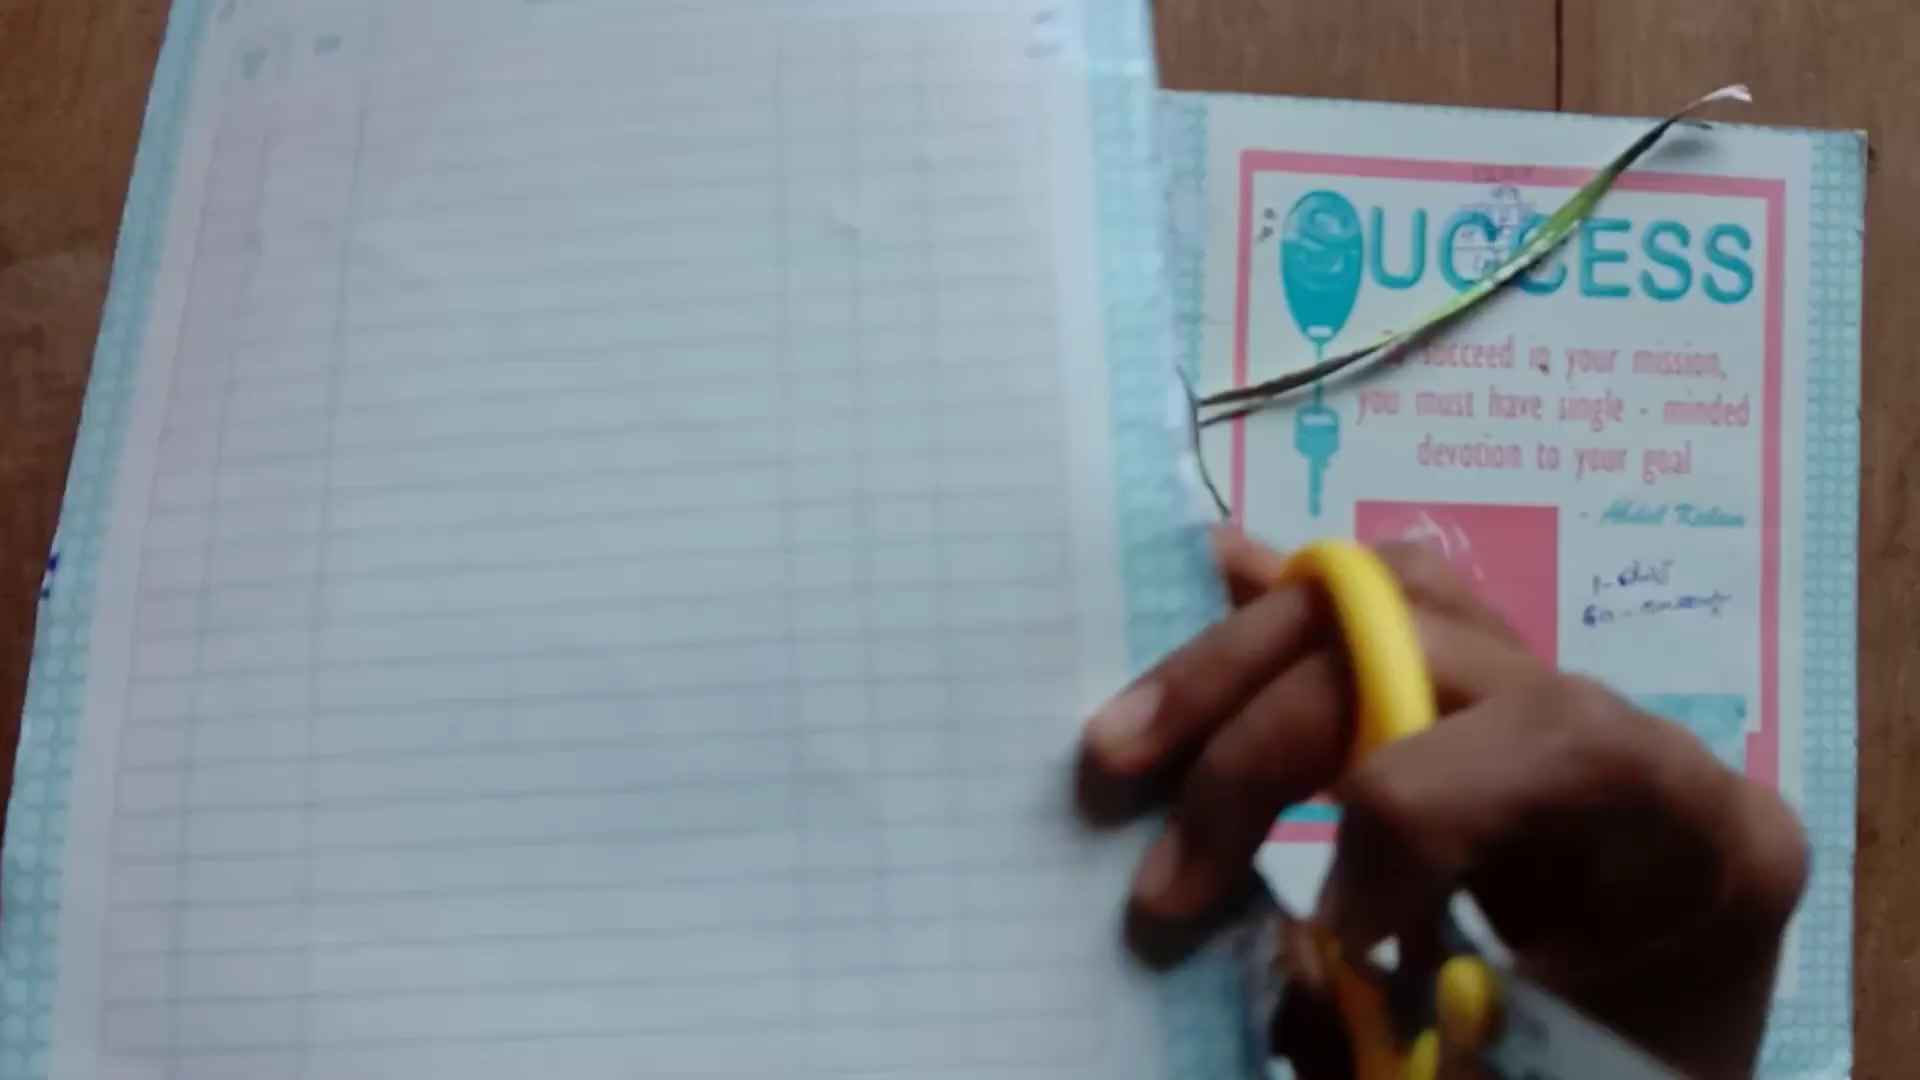 SUCCESS
succeed in your mission,
you must have single - minded
devotion to your goal
- Abdul Kalam